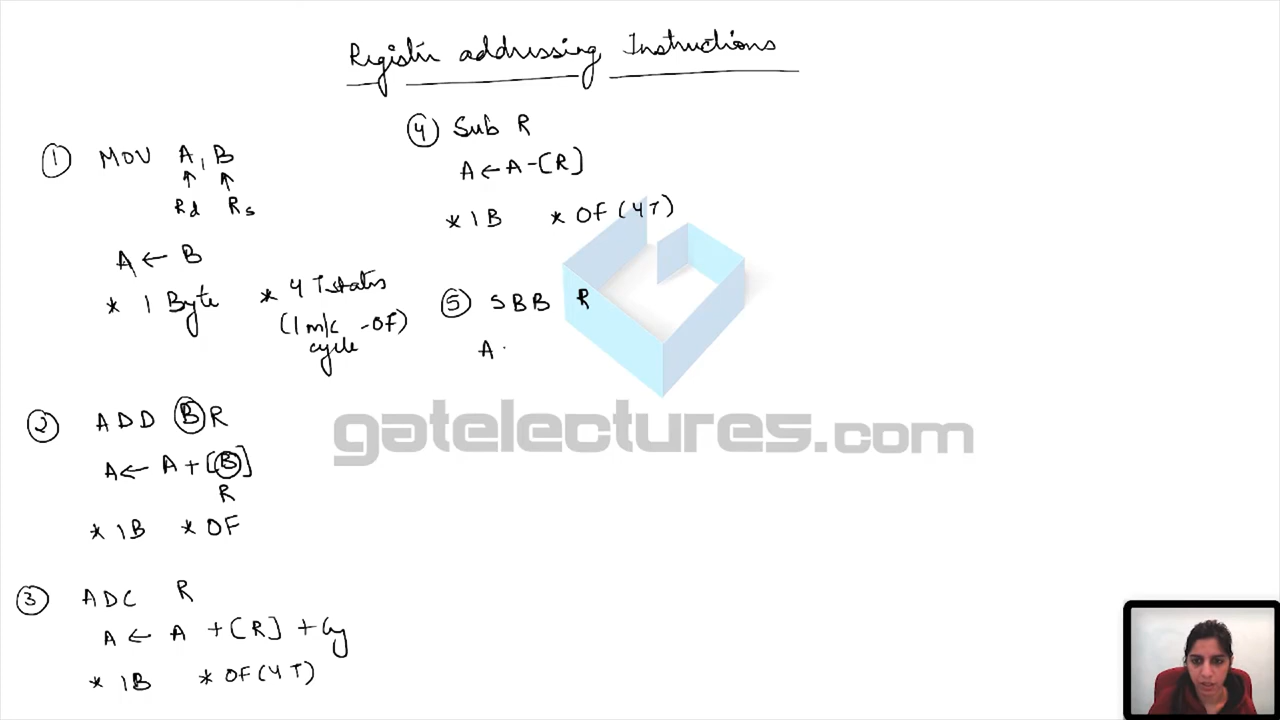 Register addressing Instructions
① MOV A, B
↑ ↑
Rd Rs
A ← B
* 1 Byte * 4 T states
(1 m/c - OF)
cycle
② ADD B R
A ← A + [B]
R
* 1B * OF
③ ADC R
A ← A + [R] + Cy
* 1B * OF (4T)
④ Sub R
A ← A - [R]
* 1B * OF (4T)
⑤ SBB R
A
gatelectures.com